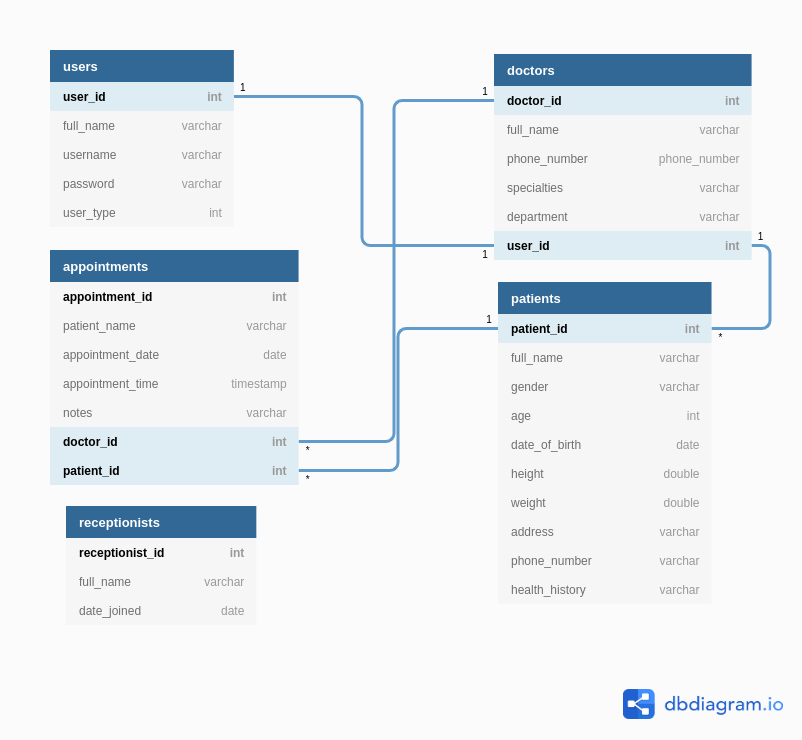 users
user_id int
full_name varchar
username varchar
password varchar
user_type int
1
appointments
appointment_id int
patient_name varchar
appointment_date date
appointment_time timestamp
notes varchar
doctor_id int
*
patient_id int
*
receptionists
receptionist_id int
full_name varchar
date_joined date
doctors
1
doctor_id int
full_name varchar
phone_number phone_number
specialties varchar
department varchar
user_id int
1
1
patients
1
patient_id int
*
full_name varchar
gender varchar
age int
date_of_birth date
height double
weight double
address varchar
phone_number varchar
health_history varchar
dbdiagram.io